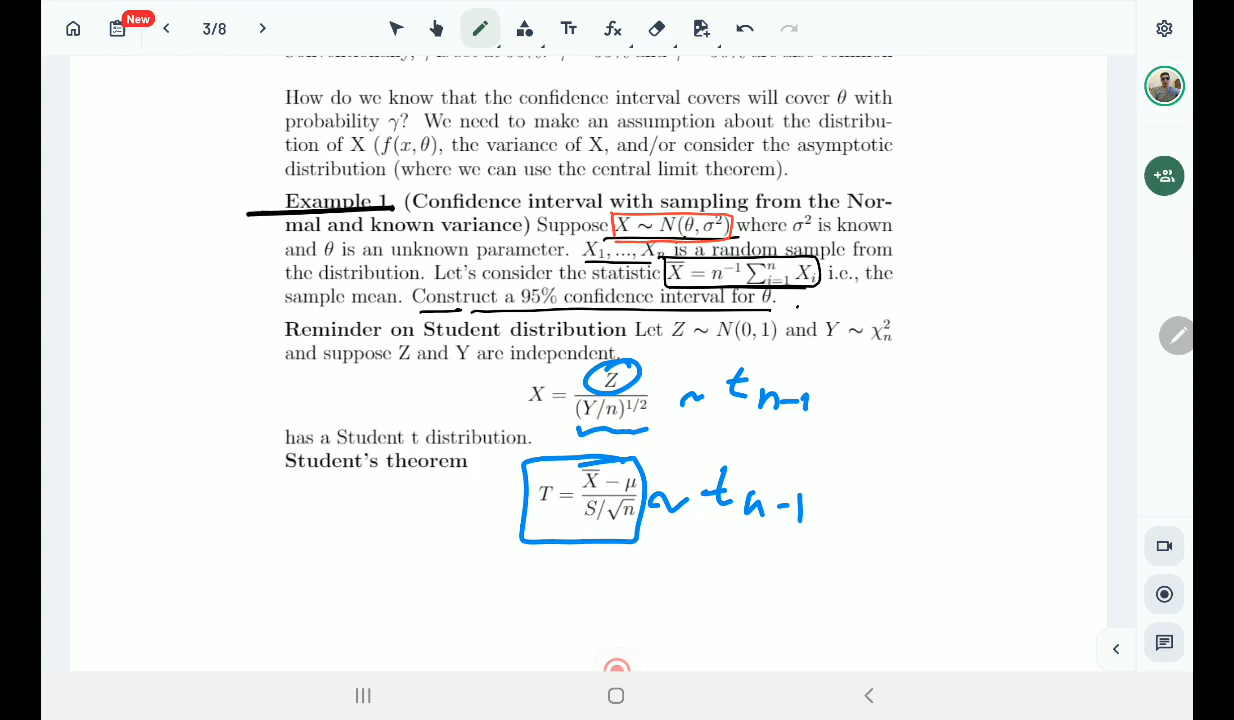 New
3/8
Tт
fx
How do we know that the confidence interval covers will cover θ with
probability γ? We need to make an assumption about the distribu-
tion of X (f(x, θ), the variance of X, and/or consider the asymptotic
distribution (where we can use the central limit theorem).
Example 1 (Confidence interval with sampling from the Nor-
mal and known variance) Suppose X ∼ N(θ, σ²) where σ² is known
and θ is an unknown parameter. X₁, ..., Xₙ is a random sample from
the distribution. Let's consider the statistic X̅ = n⁻¹ ∑ⁿᵢ₌₁ Xᵢ i.e., the
sample mean. Construct a 95% confidence interval for θ.
Reminder on Student distribution Let Z ∼ N(0, 1) and Y ∼ χ²ₙ
and suppose Z and Y are independent.
X = Z / (Y/n)^{1/2} ~ t_{n-1}
has a Student t distribution.
Student's theorem
T = (X̅ − μ) / (S/√n) ~ t_{n-1}